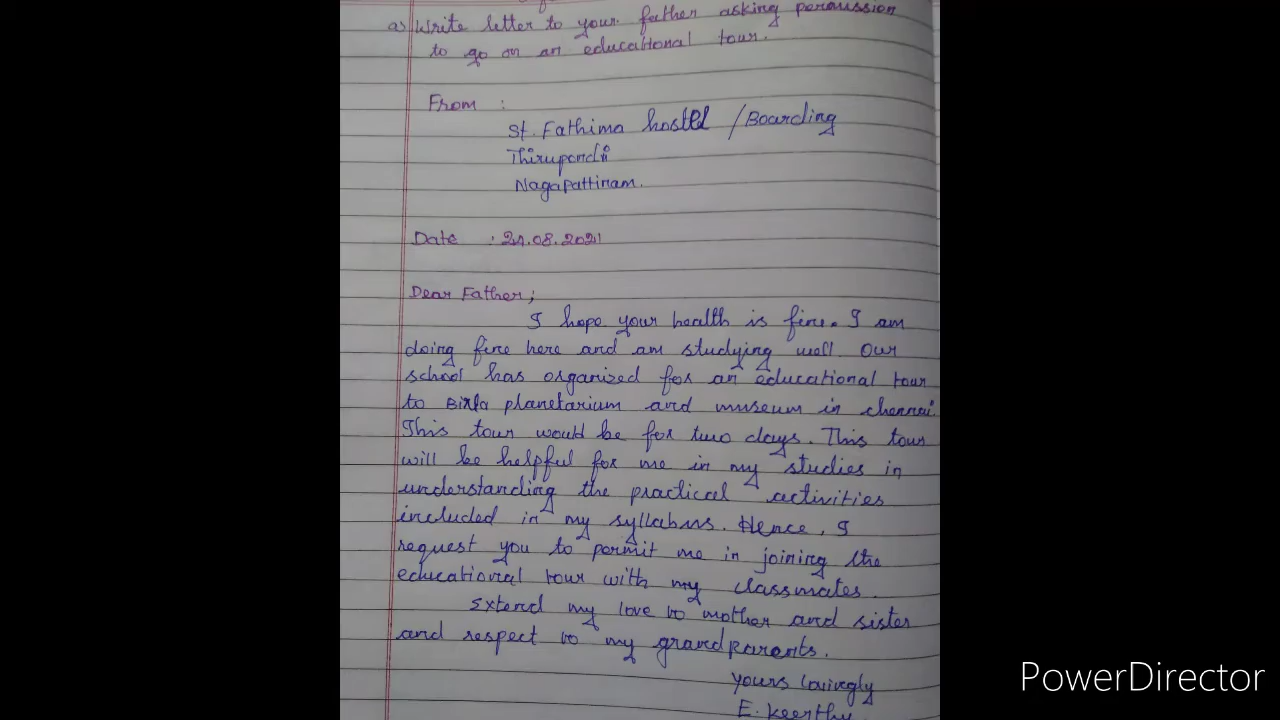 a) Write letter to your father asking permission
to go on an educational tour.
From :
St. Fathima hostel / Boarding
Nagapattinam.
Date : 08.2021
Dear Father;
I hope your health is fine. I am
doing fine here and am studying well. Our
school has organized for an educational tour
to Birla planetarium and museum in chennai.
This tour would be for two days. This tour
will be helpful for me in my studies in
understanding the practical activities
included in my syllabus. Hence, I
request you to permit me in joining the
educational tour with my classmates.
Extend my love to mother and sister
and respect to my grandparents.
Yours lovingly
E. Keerthy.
PowerDirector